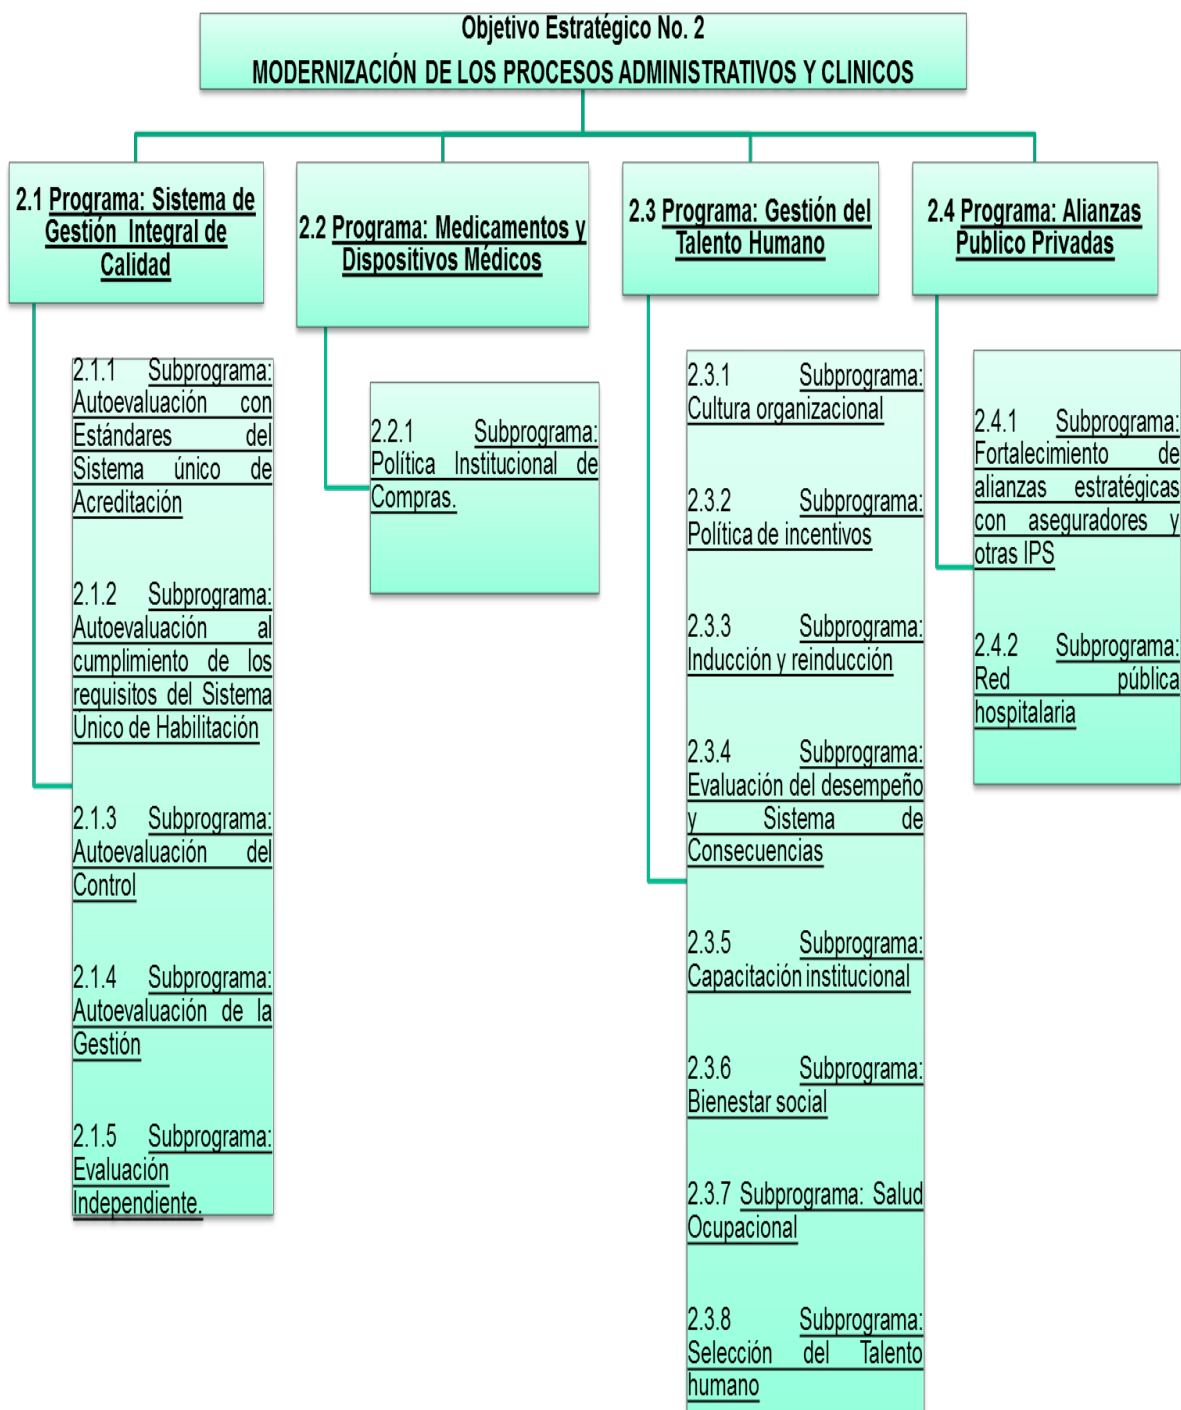 Objetivo Estratégico No. 2
MODERNIZACIÓN DE LOS PROCESOS ADMINISTRATIVOS Y CLINICOS
2.1 Programa: Sistema de
Gestión Integral de
Calidad
2.1.1 Subprograma:
Autoevaluación con
Estándares del
Sistema único de
Acreditación
2.1.2 Subprograma:
Autoevaluación al
cumplimiento de los
requisitos del Sistema
Único de Habilitación
2.1.3 Subprograma:
Autoevaluación del
Control
2.1.4 Subprograma:
Autoevaluación de la
Gestión
2.1.5 Subprograma:
Evaluación
Independiente.
2.2 Programa: Medicamentos y
Dispositivos Médicos
2.2.1 Subprograma:
Política Institucional de
Compras.
2.3 Programa: Gestión del
Talento Humano
2.3.1 Subprograma:
Cultura organizacional
2.3.2 Subprograma:
Política de incentivos
2.3.3 Subprograma:
Inducción y reinducción
2.3.4 Subprograma:
Evaluación del desempeño
y Sistema de
Consecuencias
2.3.5 Subprograma:
Capacitación institucional
2.3.6 Subprograma:
Bienestar social
2.3.7 Subprograma: Salud
Ocupacional
2.3.8 Subprograma:
Selección del Talento
humano
2.4 Programa: Alianzas
Publico Privadas
2.4.1 Subprograma:
Fortalecimiento de
alianzas estratégicas
con aseguradores y
otras IPS
2.4.2 Subprograma:
Red pública
hospitalaria